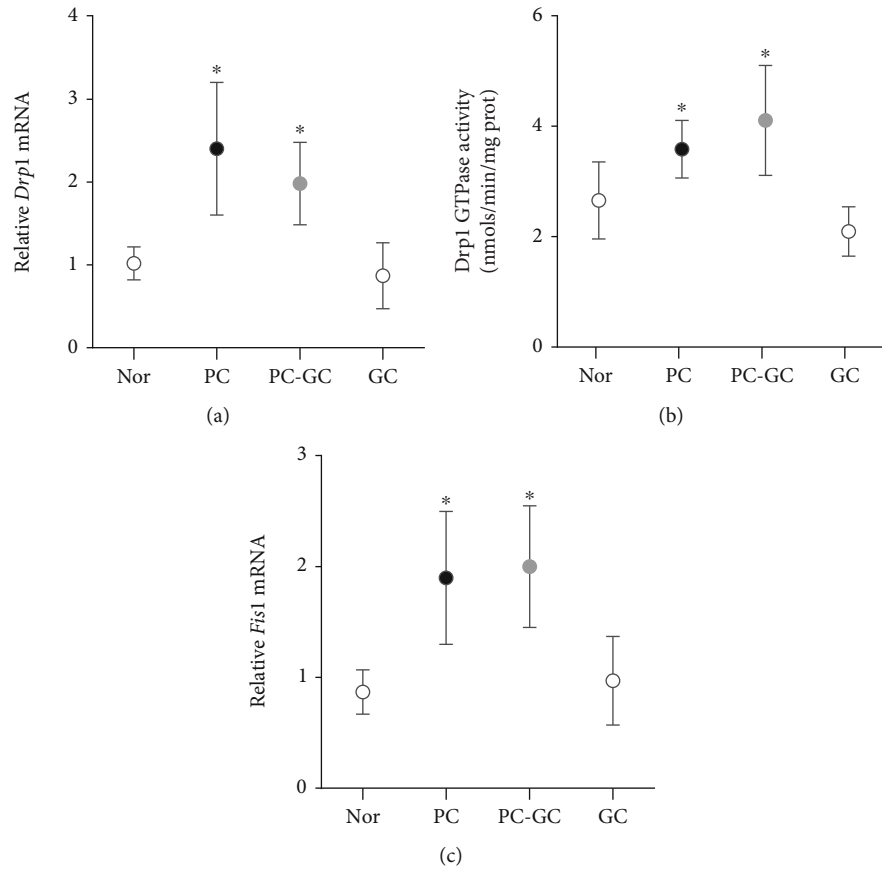 Relative Drp1 mRNA
4
3
2
1
0
*
*
Nor PC PC-GC GC
(a)
Drp1 GTPase activity
(nmols/min/mg prot)
6
4
2
0
*
*
Nor PC PC-GC GC
(b)
Relative Fis1 mRNA
3
2
1
0
*
*
Nor PC PC-GC GC
(c)